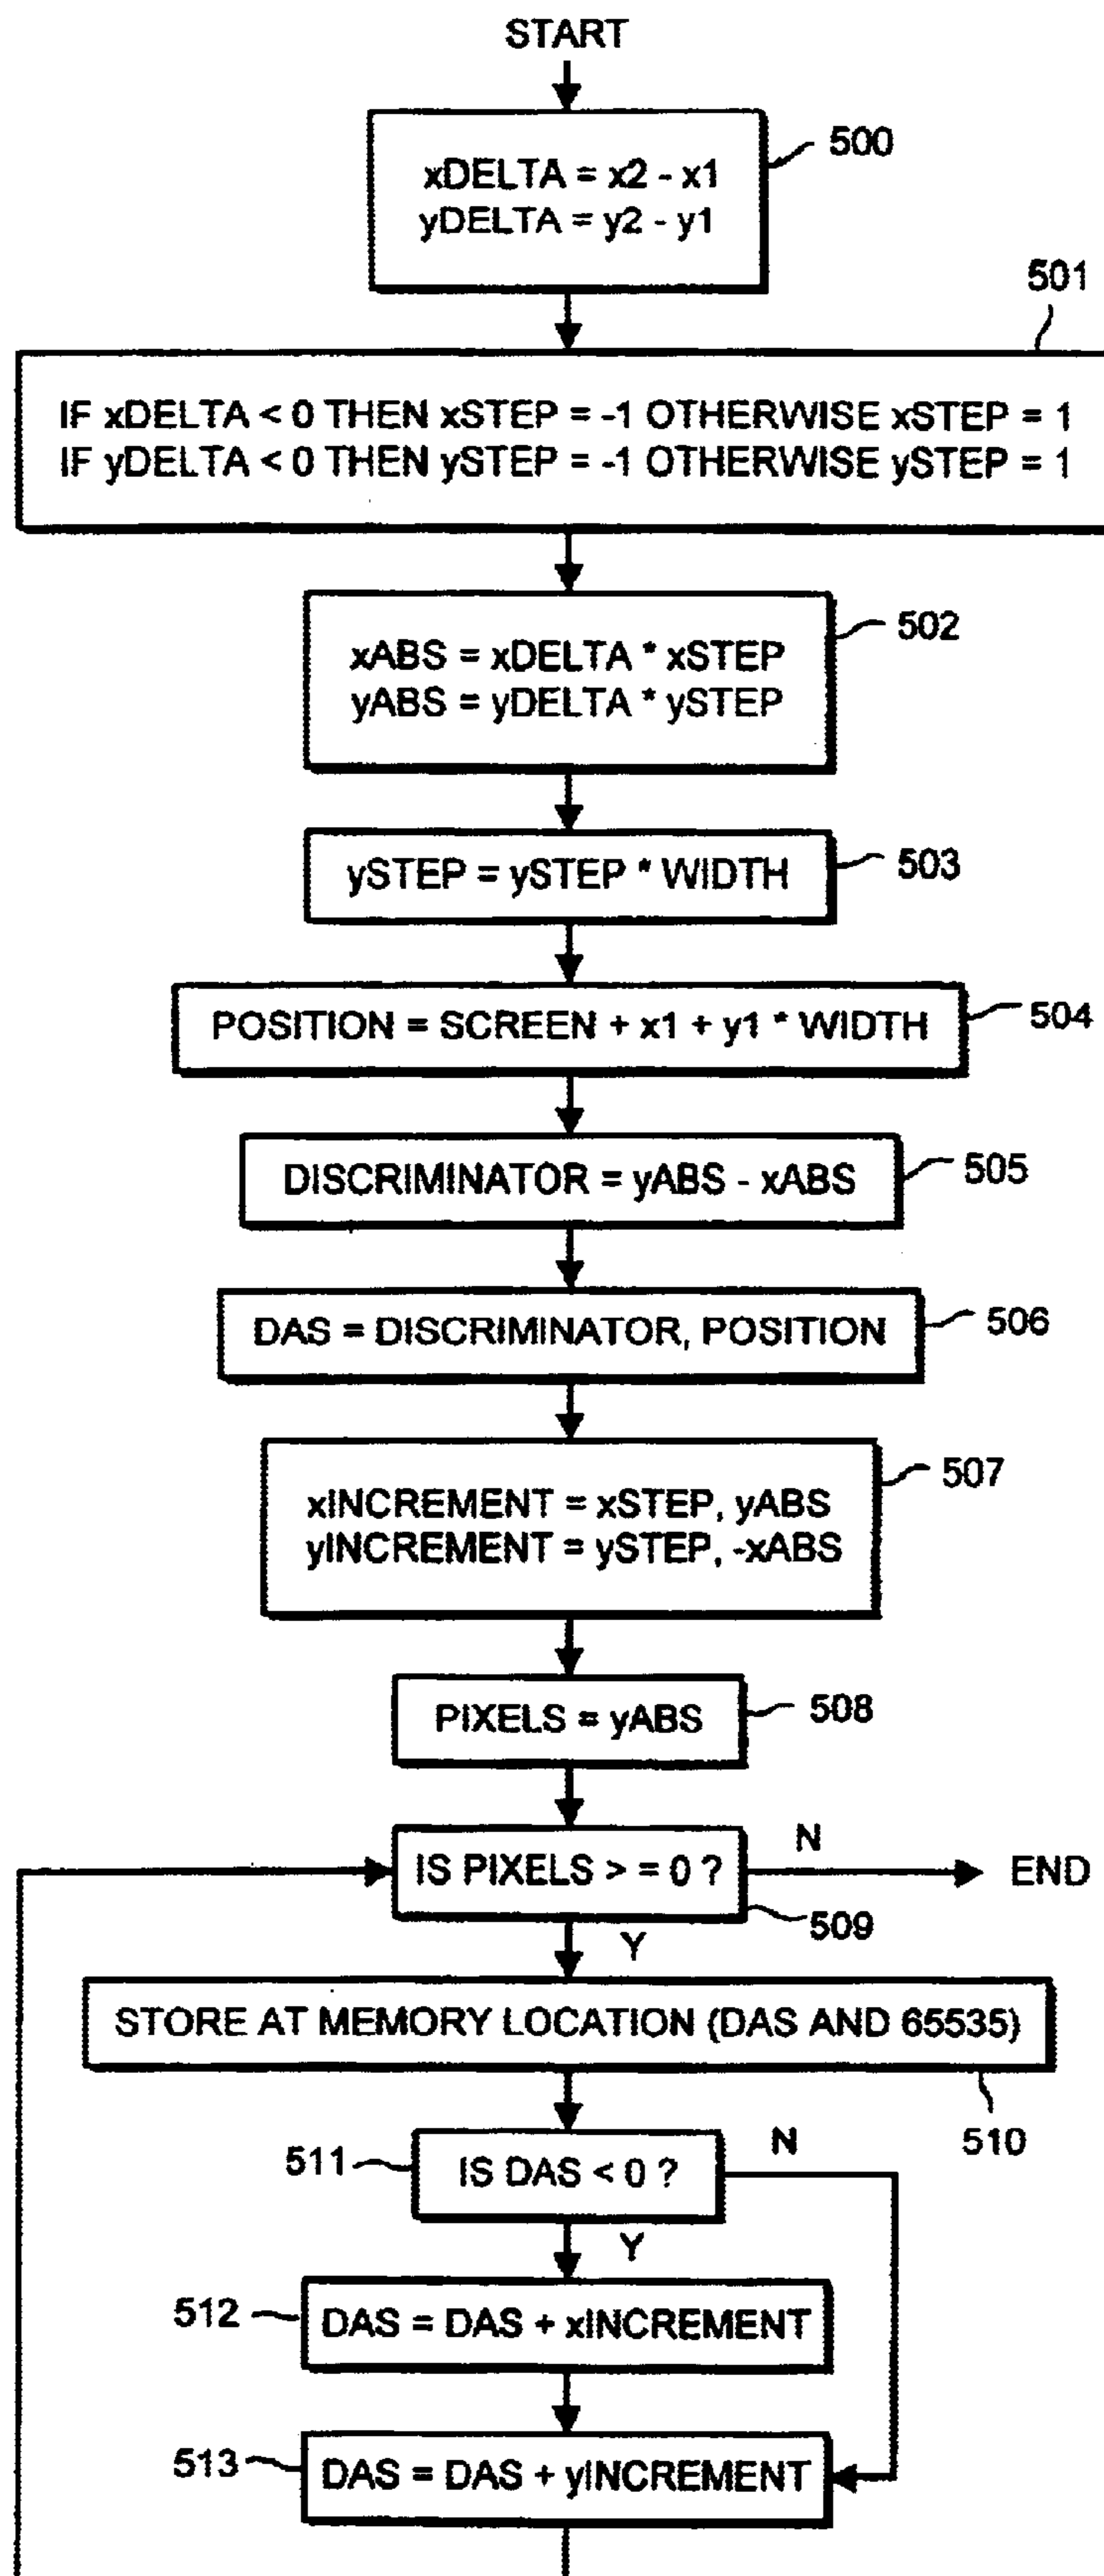 START
500
xDELTA = x2 - x1
yDELTA = y2 - y1
501
IF xDELTA < 0 THEN xSTEP = -1 OTHERWISE xSTEP = 1
IF yDELTA < 0 THEN ySTEP = -1 OTHERWISE ySTEP = 1
502
xABS = xDELTA * xSTEP
yABS = yDELTA * ySTEP
503
ySTEP = ySTEP * WIDTH
504
POSITION = SCREEN + x1 + y1 * WIDTH
505
DISCRIMINATOR = yABS - xABS
506
DAS = DISCRIMINATOR, POSITION
507
xINCREMENT = xSTEP, yABS
yINCREMENT = ySTEP, -xABS
508
PIXELS = yABS
IS PIXELS > = 0 ?
N
END
509
Y
STORE AT MEMORY LOCATION (DAS AND 65535)
510
511
IS DAS < 0 ?
N
Y
512
DAS = DAS + xINCREMENT
513
DAS = DAS + yINCREMENT